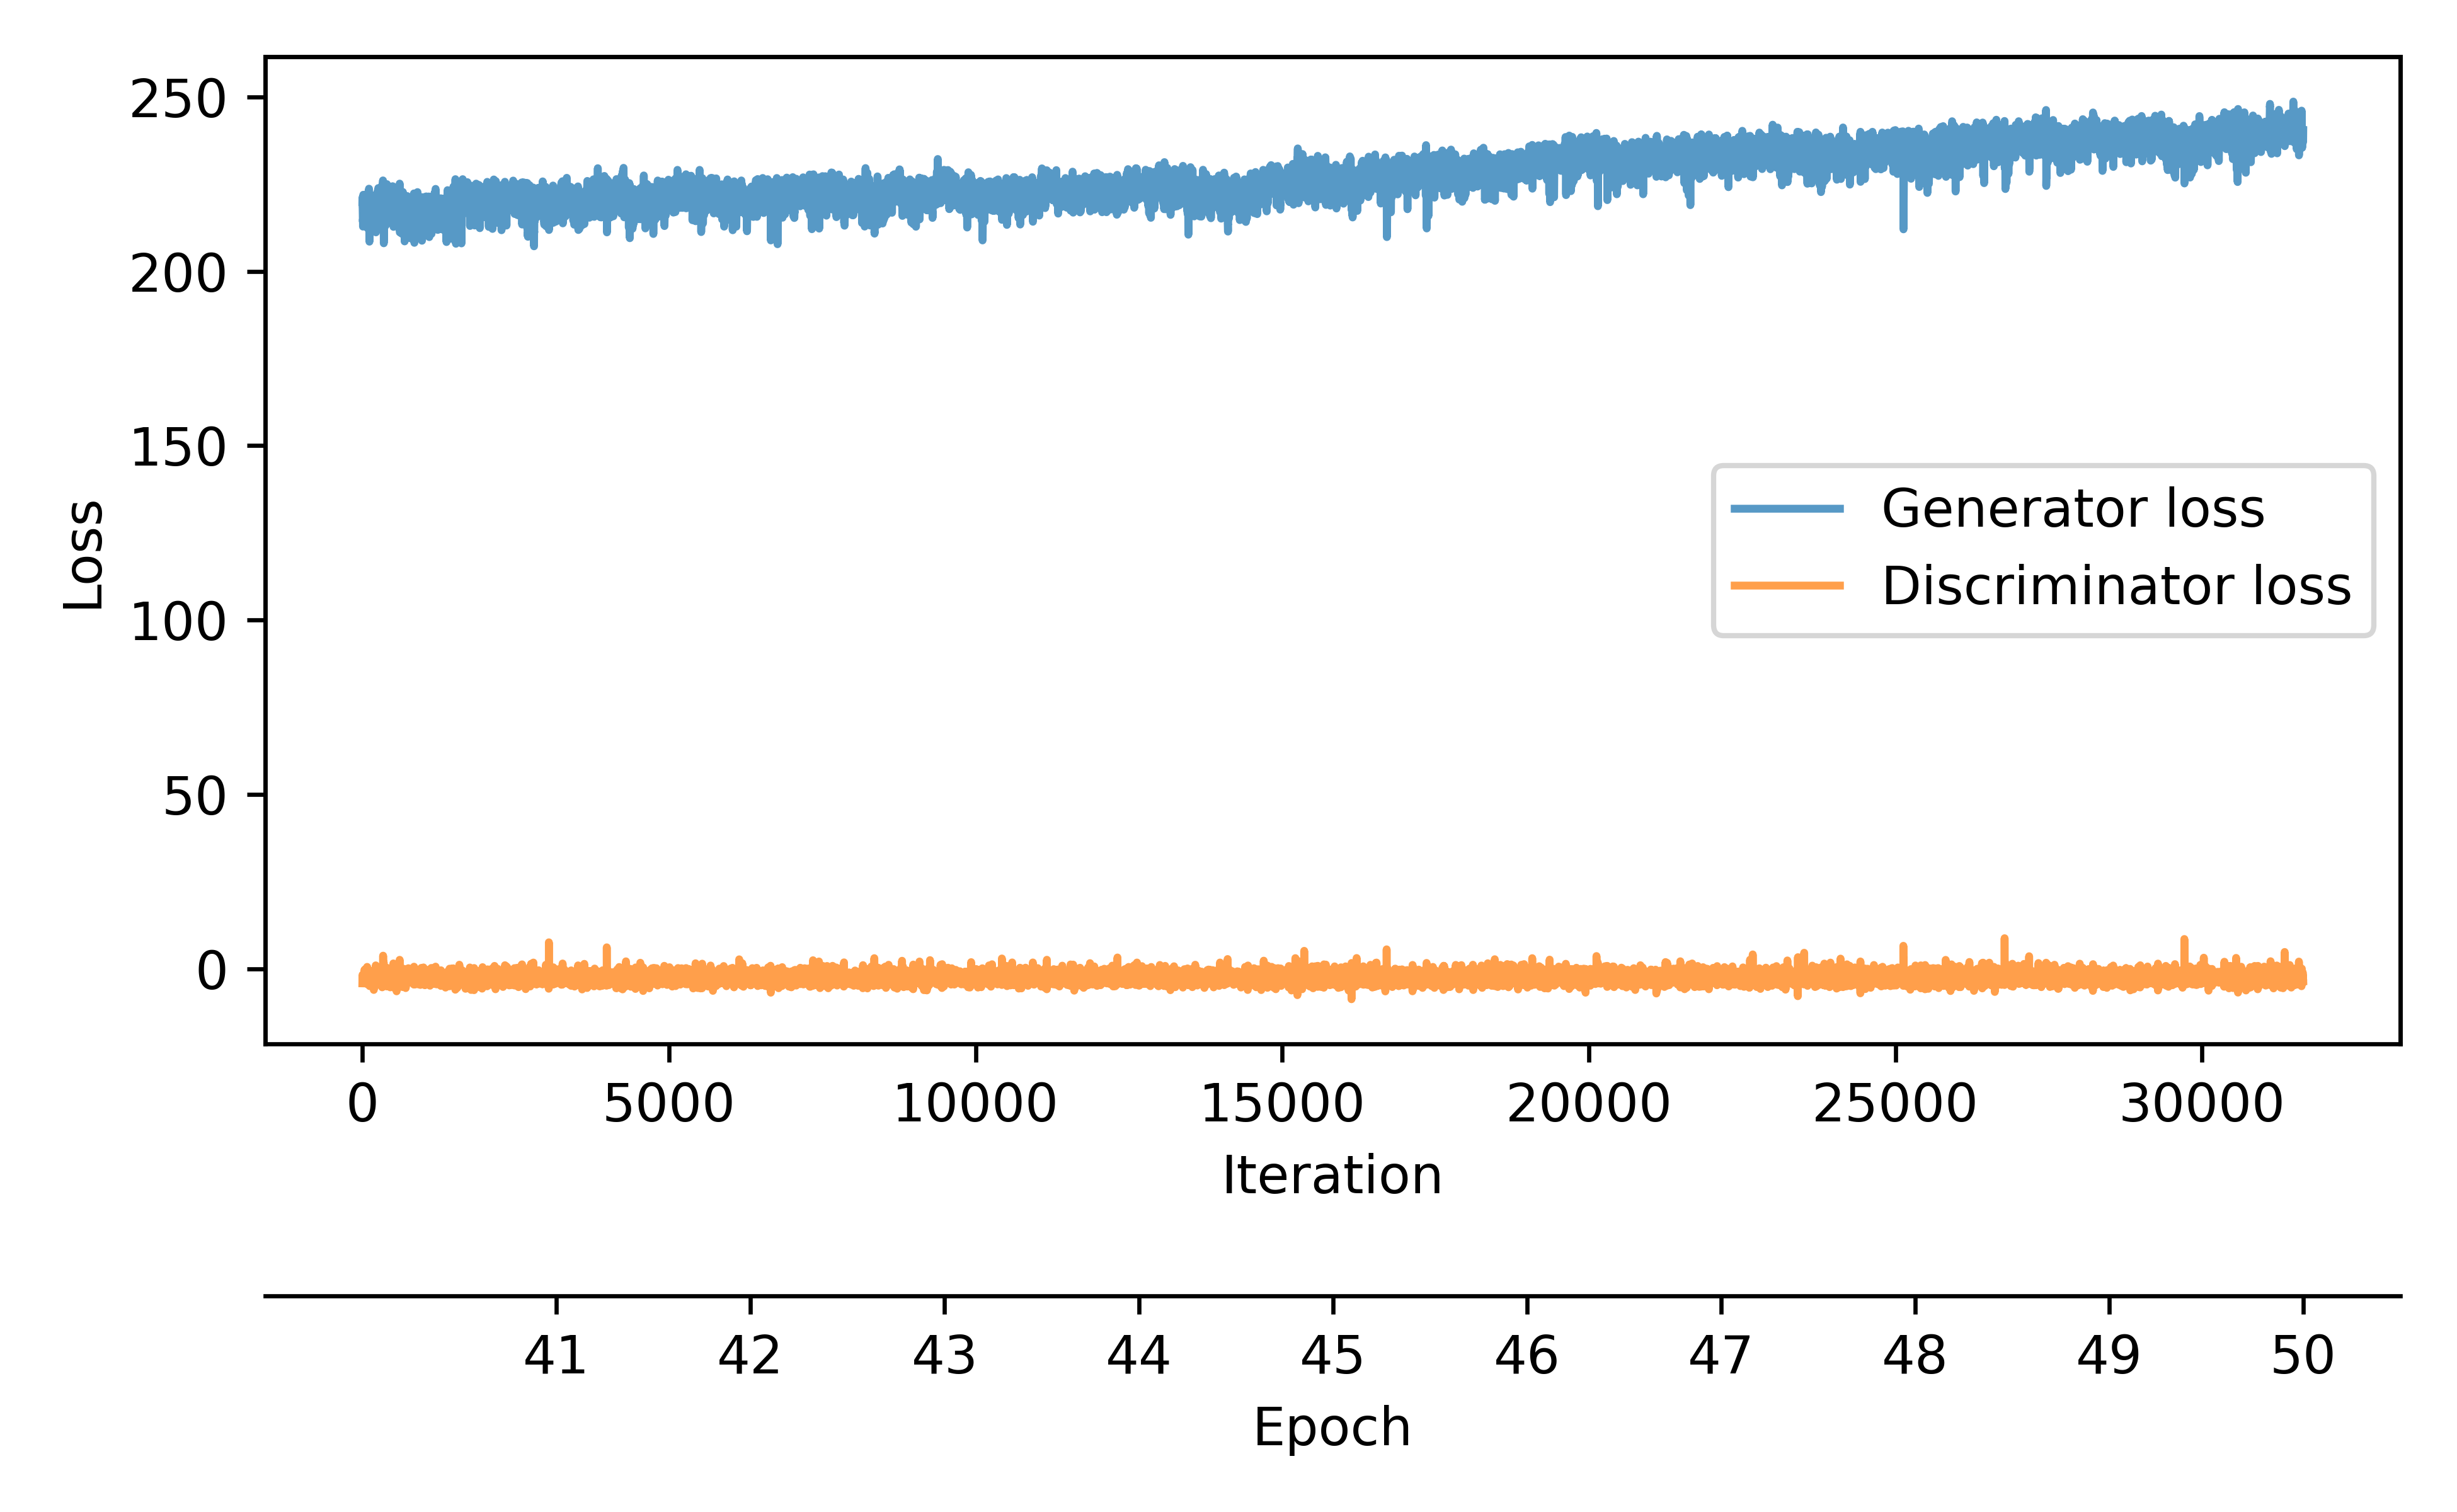 250
200
150
100
50
0
Loss
Generator loss
Discriminator loss
0 5000 10000 15000 20000 25000 30000
Iteration
41 42 43 44 45 46 47 48 49 50
Epoch